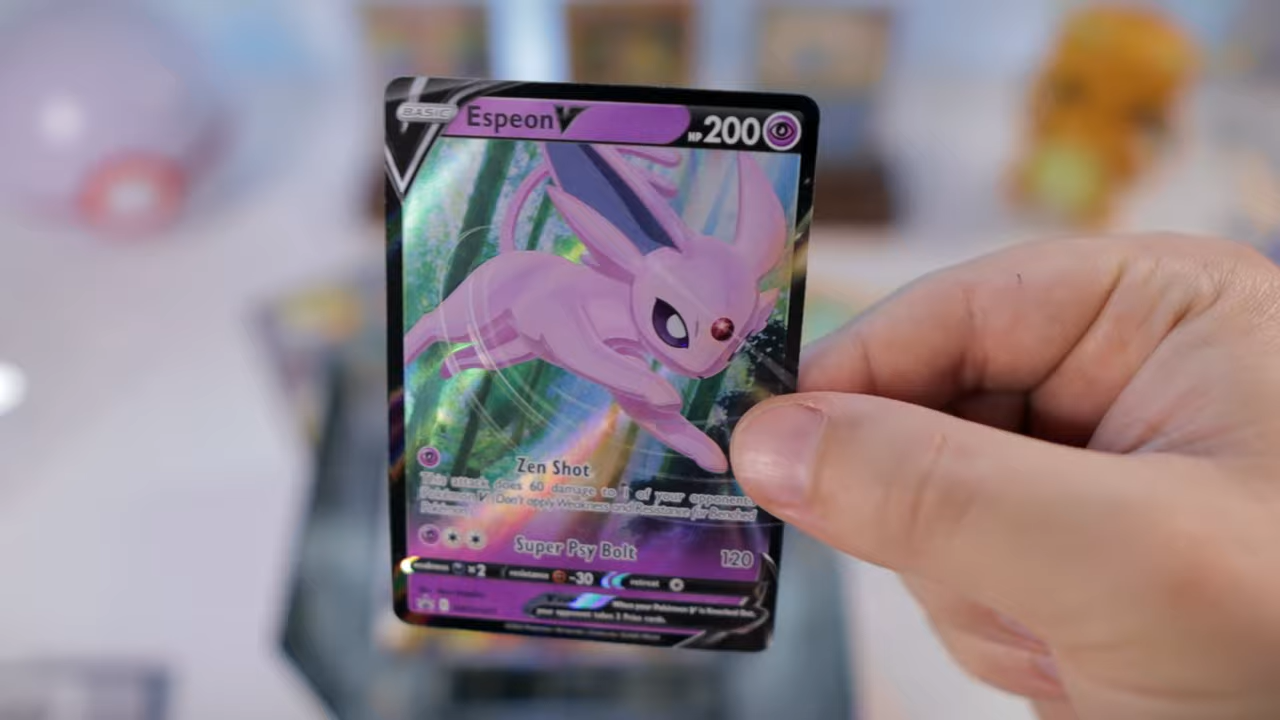 BASIC Espeon V HP 200
Zen Shot
This attack does 60 damage to 1 of your opponent's
Pokémon V. (Don't apply Weakness and Resistance for Benched
Pokémon.)
Super Psy Bolt 120
weakness ×2 resistance -30 retreat
When your Pokémon V is Knocked Out,
your opponent takes 2 Prize cards.